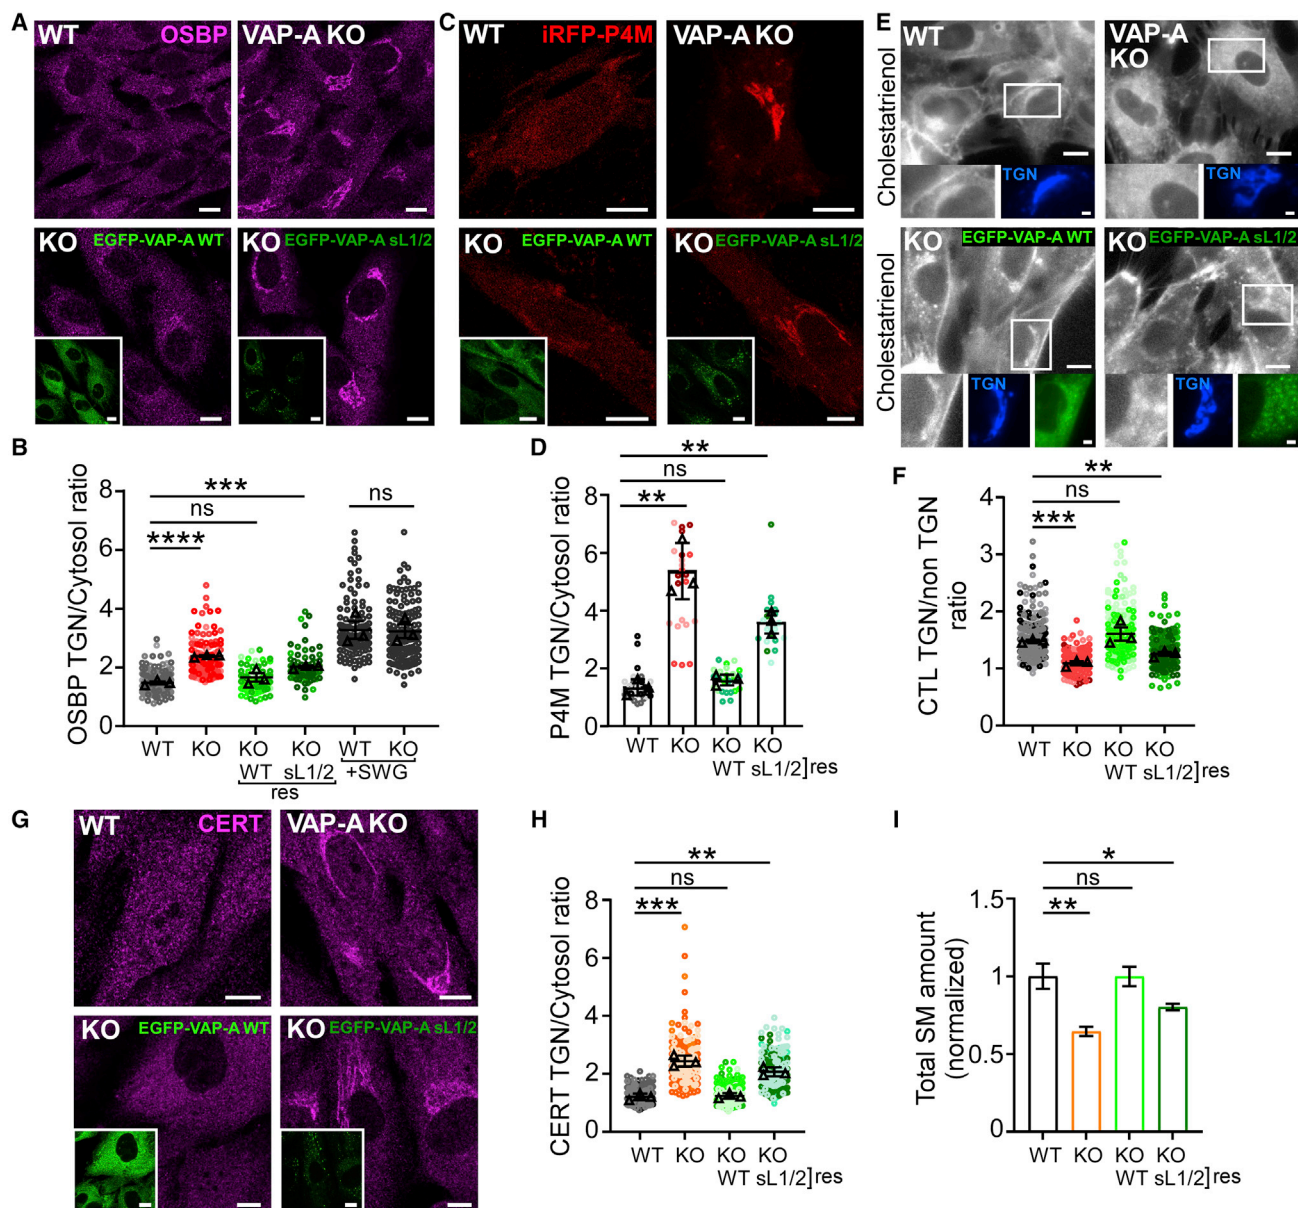 A
WT
OSBP
VAP-A KO
KO
EGFP-VAP-A WT
KO
EGFP-VAP-A sL1/2
C
WT
iRFP-P4M
VAP-A KO
KO
EGFP-VAP-A WT
KO
EGFP-VAP-A sL1/2
E
Cholestatrienol
WT
VAP-A
KO
TGN
TGN
Cholestatrienol
KO
EGFP-VAP-A WT
KO
EGFP-VAP-A sL1/2
TGN
TGN
B
OSBP TGN/Cytosol ratio
8
6
4
2
0
****
ns
***
ns
WT KO KO KO WT KO
WT sL1/2 +SWG
res
D
P4M TGN/Cytosol ratio
8
6
4
2
0
**
ns
**
WT KO KO KO
WT sL1/2]res
F
CTL TGN/non TGN
ratio
4
3
2
1
0
***
ns
**
WT KO KO KO
WT sL1/2]res
G
WT
CERT
VAP-A KO
KO
EGFP-VAP-A WT
KO
EGFP-VAP-A sL1/2
H
CERT TGN/Cytosol ratio
8
6
4
2
0
***
ns
**
WT KO KO KO
WT sL1/2]res
I
Total SM amount
(normalized)
1.5
1
0.5
0
**
ns
*
WT KO KO KO
WT sL1/2]res